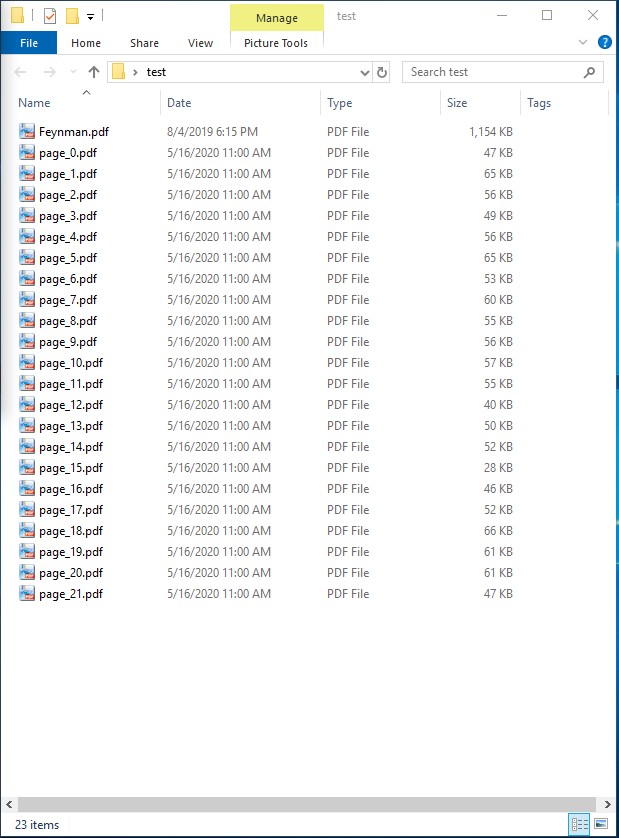 Manage
test
File
Home
Share
View
Picture Tools
?
test
Search test
Name
Date
Type
Size
Tags
Feynman.pdf 8/4/2019 6:15 PM PDF File 1,154 KB
page_0.pdf 5/16/2020 11:00 AM PDF File 47 KB
page_1.pdf 5/16/2020 11:00 AM PDF File 65 KB
page_2.pdf 5/16/2020 11:00 AM PDF File 56 KB
page_3.pdf 5/16/2020 11:00 AM PDF File 49 KB
page_4.pdf 5/16/2020 11:00 AM PDF File 56 KB
page_5.pdf 5/16/2020 11:00 AM PDF File 65 KB
page_6.pdf 5/16/2020 11:00 AM PDF File 53 KB
page_7.pdf 5/16/2020 11:00 AM PDF File 60 KB
page_8.pdf 5/16/2020 11:00 AM PDF File 55 KB
page_9.pdf 5/16/2020 11:00 AM PDF File 56 KB
page_10.pdf 5/16/2020 11:00 AM PDF File 57 KB
page_11.pdf 5/16/2020 11:00 AM PDF File 55 KB
page_12.pdf 5/16/2020 11:00 AM PDF File 40 KB
page_13.pdf 5/16/2020 11:00 AM PDF File 50 KB
page_14.pdf 5/16/2020 11:00 AM PDF File 52 KB
page_15.pdf 5/16/2020 11:00 AM PDF File 28 KB
page_16.pdf 5/16/2020 11:00 AM PDF File 46 KB
page_17.pdf 5/16/2020 11:00 AM PDF File 52 KB
page_18.pdf 5/16/2020 11:00 AM PDF File 66 KB
page_19.pdf 5/16/2020 11:00 AM PDF File 61 KB
page_20.pdf 5/16/2020 11:00 AM PDF File 61 KB
page_21.pdf 5/16/2020 11:00 AM PDF File 47 KB
23 items